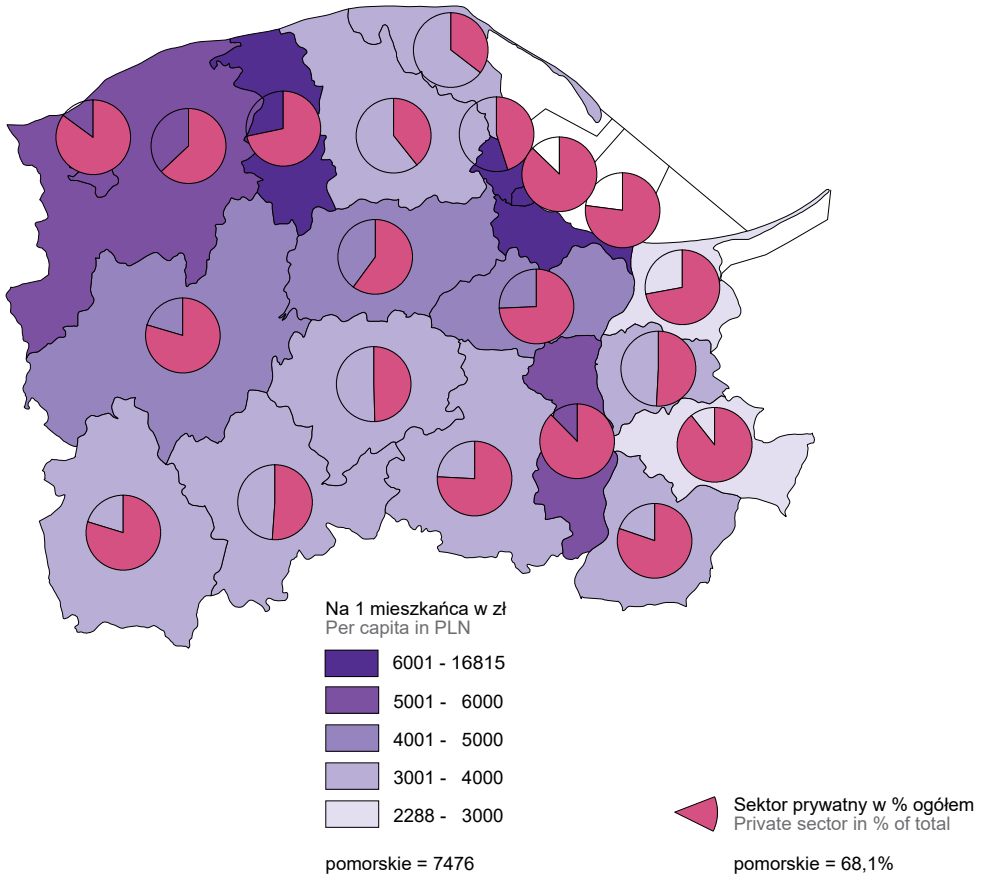 Na 1 mieszkańca w zł
Per capita in PLN
6001 - 16815
5001 - 6000
4001 - 5000
3001 - 4000
2288 - 3000
pomorskie = 7476
Sektor prywatny w % ogółem
Private sector in % of total
pomorskie = 68,1%